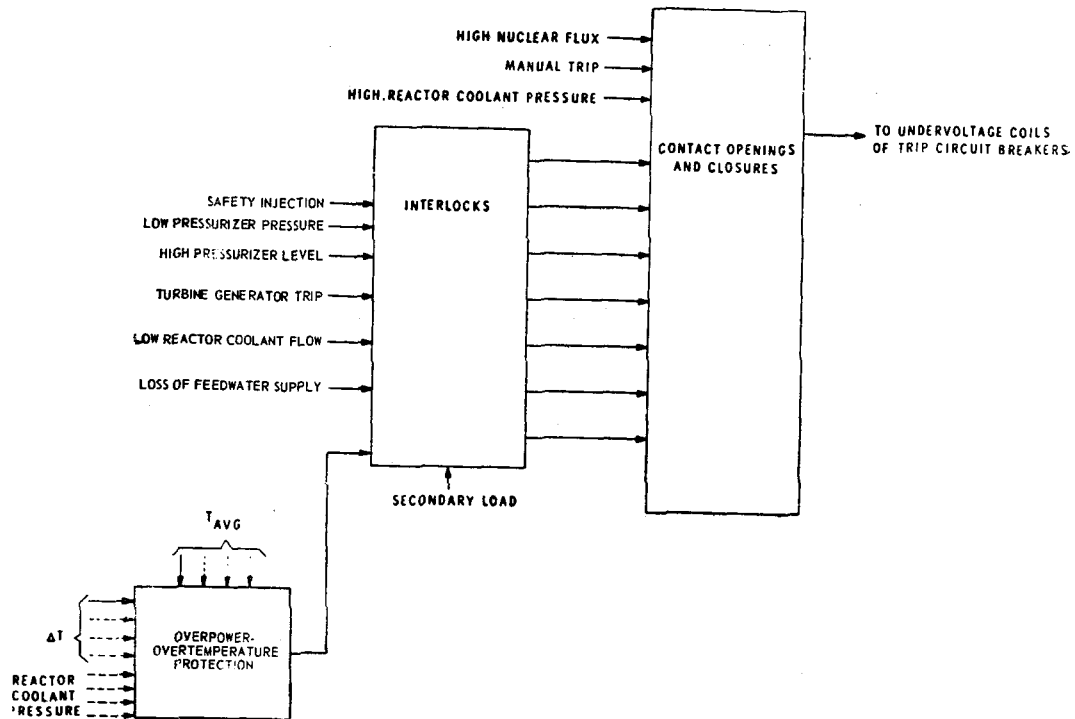 HIGH NUCLEAR FLUX
MANUAL TRIP
HIGH.REACTOR COOLANT PRESSURE
CONTACT OPENINGS
AND CLOSURES
TO UNDERVOLTAGE COILS
OF TRIP CIRCUIT BREAKERS
INTERLOCKS
SAFETY INJECTION
LOW PRESSURIZER PRESSURE
HIGH PRESSURIZER LEVEL
TURBINE GENERATOR TRIP
LOW REACTOR COOLANT FLOW
LOSS OF FEEDWATER SUPPLY
SECONDARY LOAD
TAVG
ΔT
OVERPOWER-
OVERTEMPERATURE
PROTECTION
REACTOR
COOLANT
PRESSURE